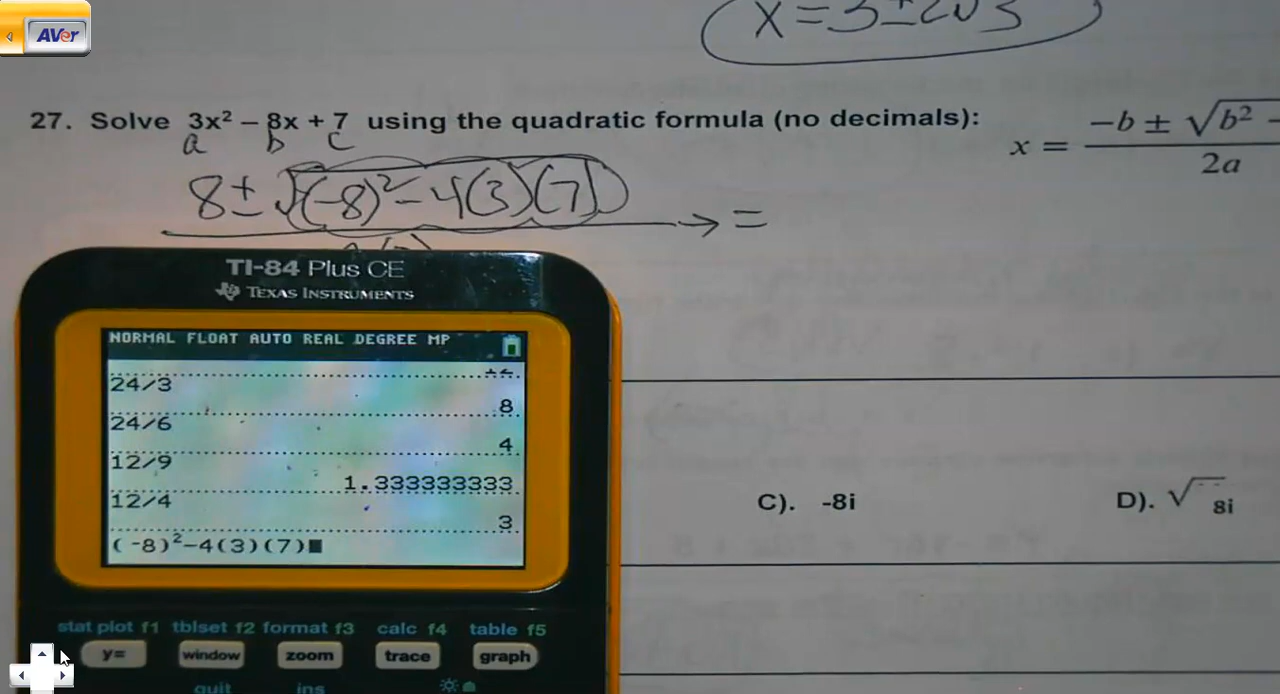 AVer
x = 3 ± 2√3
27. Solve 3x² – 8x + 7 using the quadratic formula (no decimals):
a b c
x = −b ± √b² − / 2a
8 ± √(-8)² - 4(3)(7) → =
TI-84 Plus CE
TEXAS INSTRUMENTS
NORMAL FLOAT AUTO REAL DEGREE MP
24/3
8
24/6
4
12/9
1.333333333
12/4
3
(-8)²-4(3)(7)
C). -8i
D). √ 8i
stat plot f1 tblset f2 format f3 calc f4 table f5
y= window zoom trace graph
quit ins